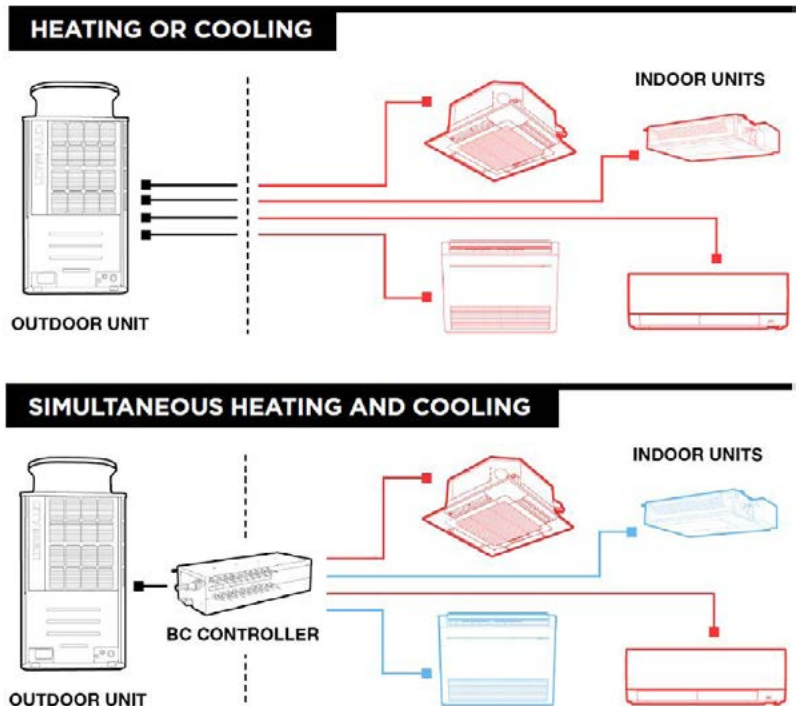 HEATING OR COOLING
INDOOR UNITS
OUTDOOR UNIT
SIMULTANEOUS HEATING AND COOLING
INDOOR UNITS
BC CONTROLLER
OUTDOOR UNIT